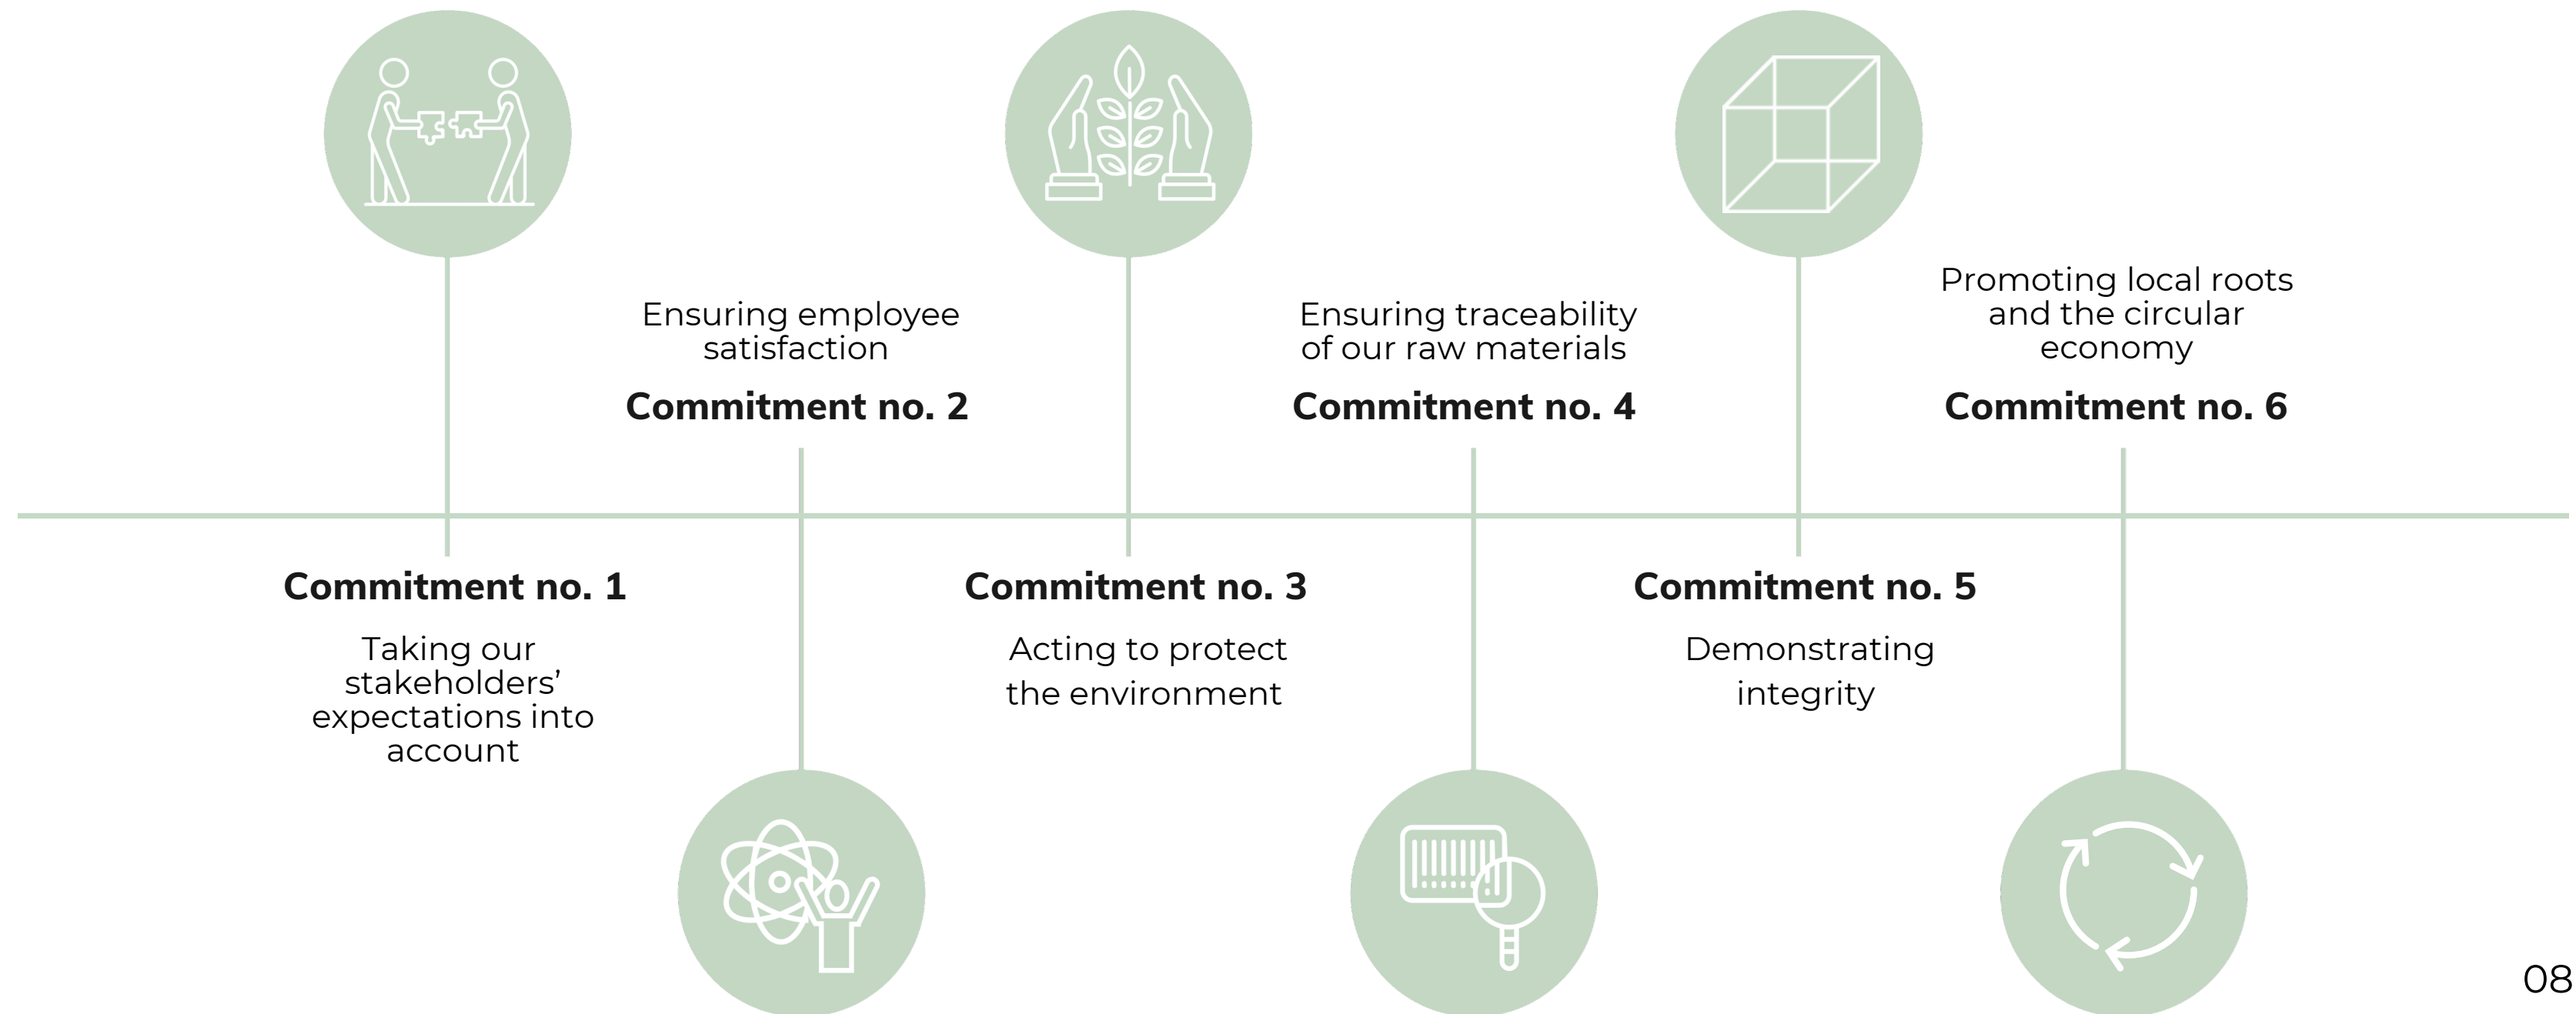 Commitment no. 1
Taking our
stakeholders’
expectations into
account
Ensuring employee
satisfaction
Commitment no. 2
Commitment no. 3
Acting to protect
the environment
Ensuring traceability
of our raw materials
Commitment no. 4
Commitment no. 5
Demonstrating
integrity
Promoting local roots
and the circular
economy
Commitment no. 6
08